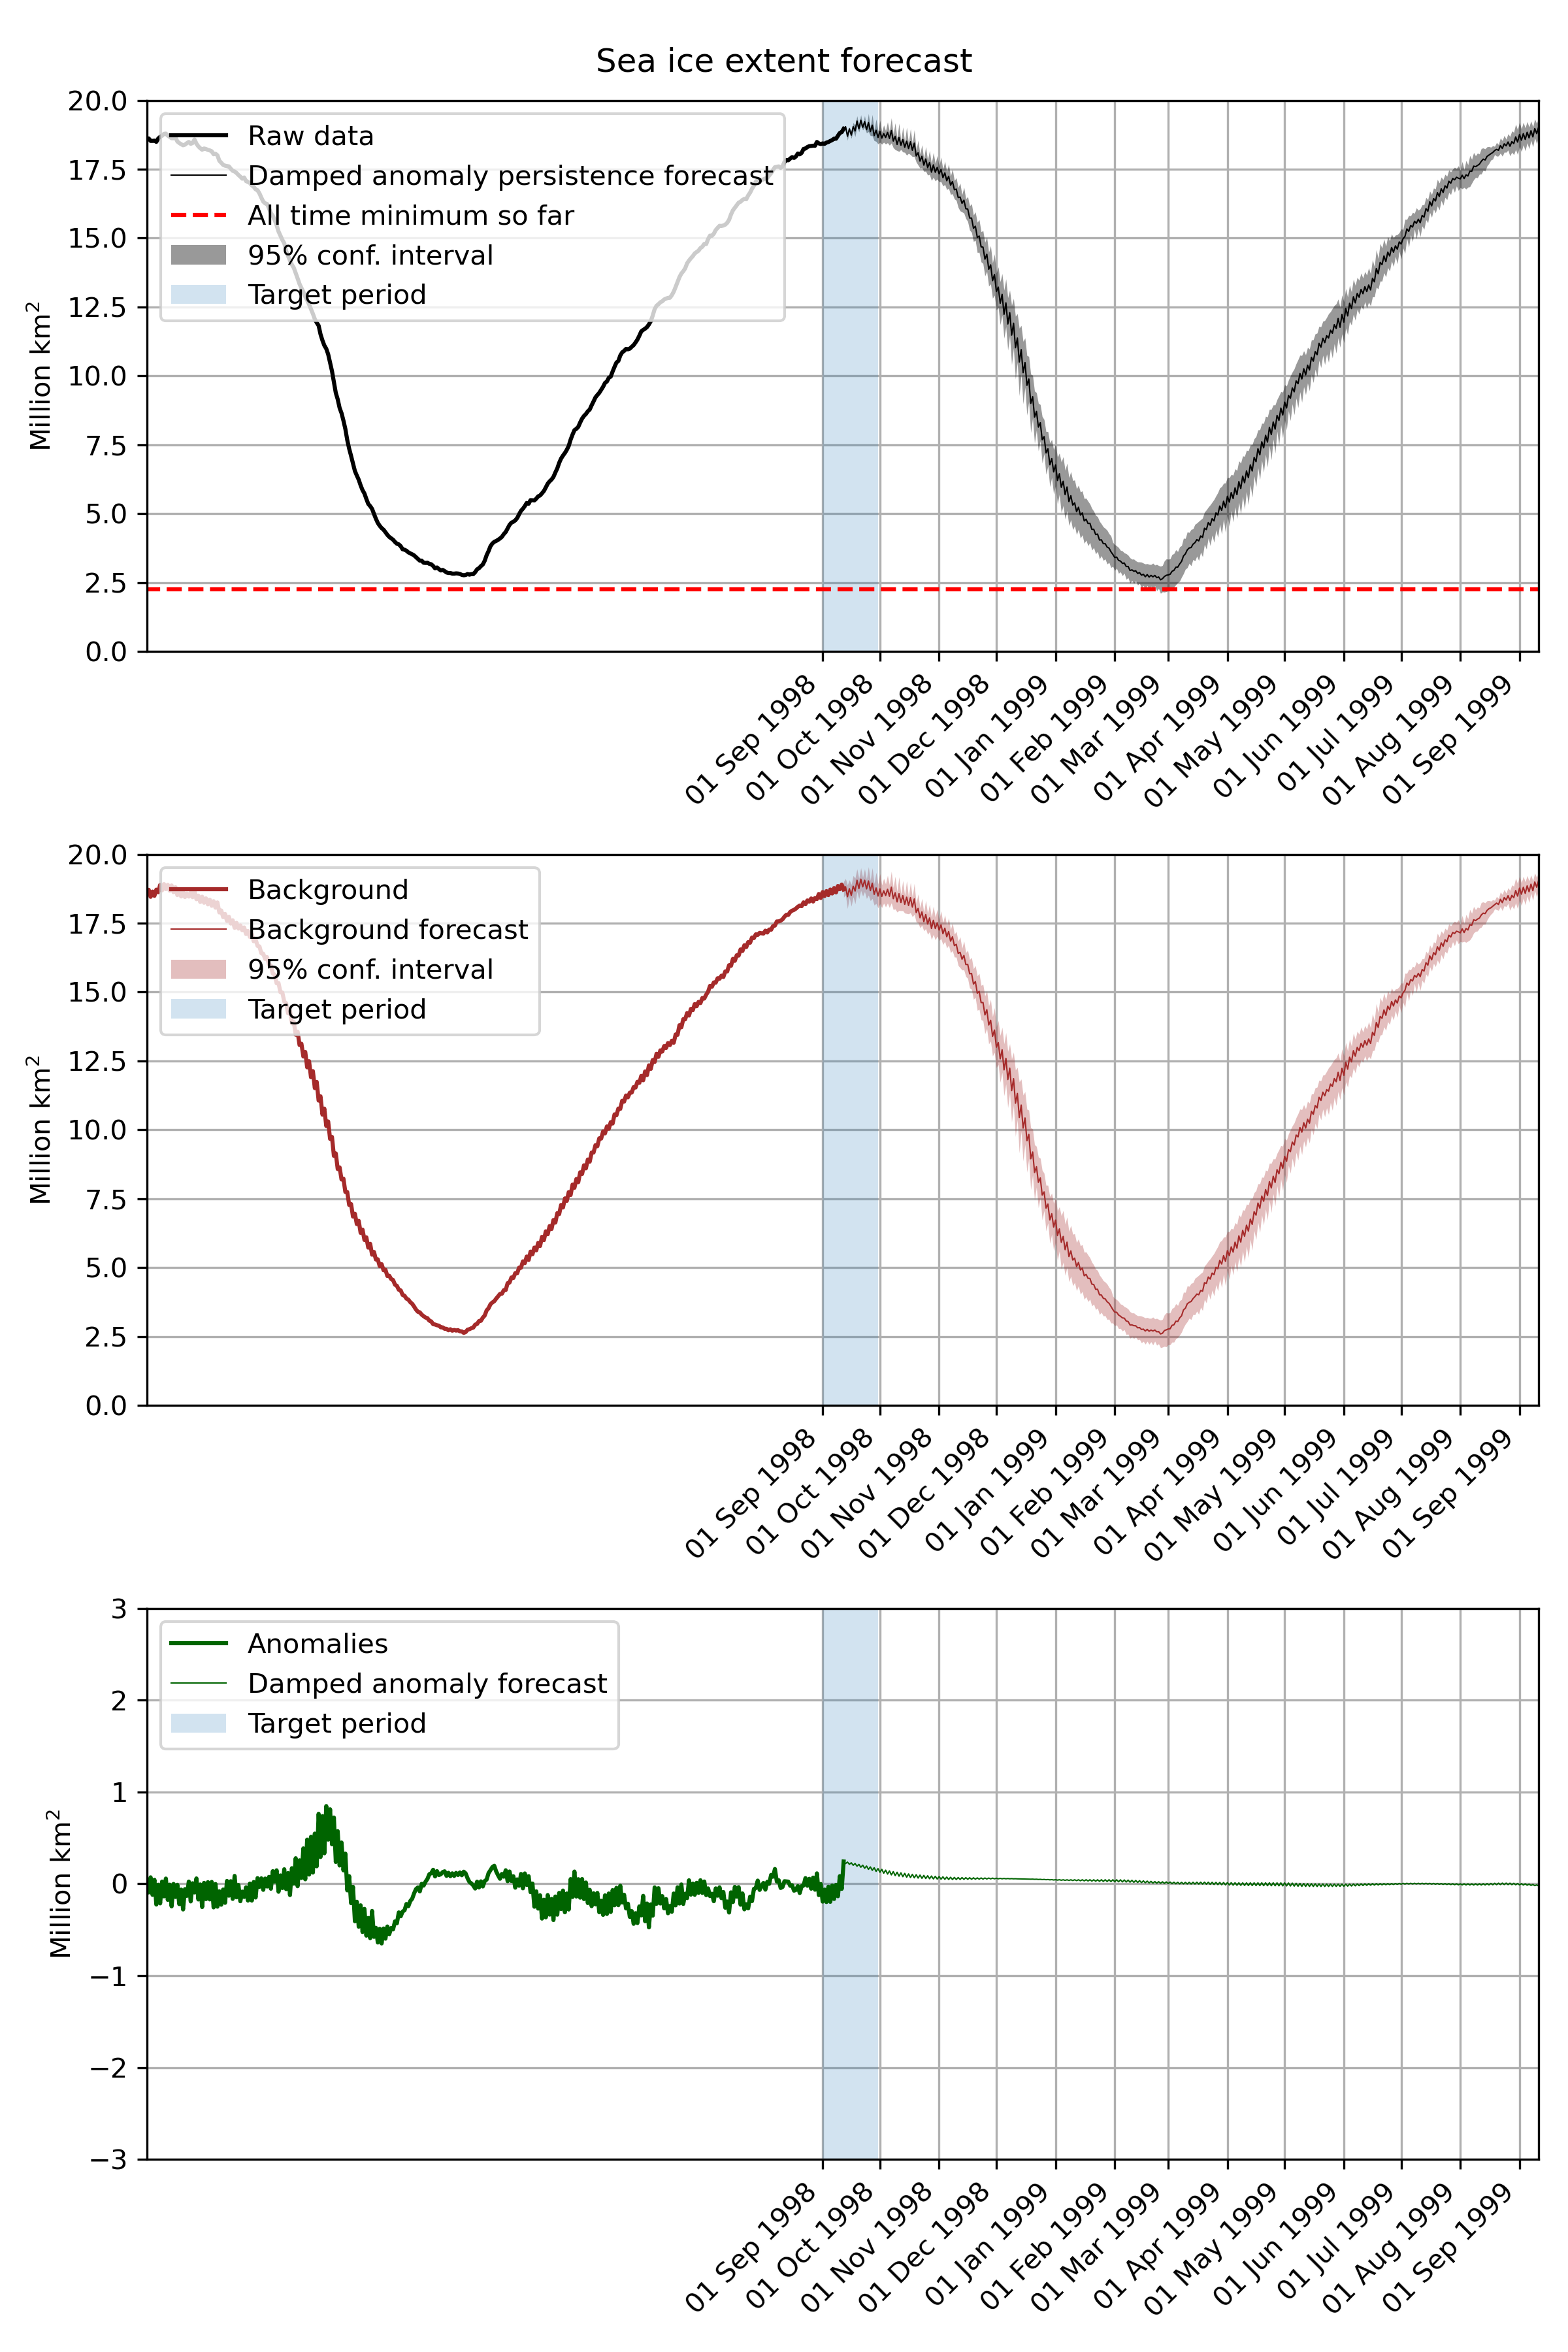 Sea ice extent forecast
20.0
17.5
15.0
12.5
10.0
7.5
5.0
2.5
0.0
Million km²
Raw data
Damped anomaly persistence forecast
All time minimum so far
95% conf. interval
Target period
01 Sep 1998
01 Oct 1998
01 Nov 1998
01 Dec 1998
01 Jan 1999
01 Feb 1999
01 Mar 1999
01 Apr 1999
01 May 1999
01 Jun 1999
01 Jul 1999
01 Aug 1999
01 Sep 1999
20.0
17.5
15.0
12.5
10.0
7.5
5.0
2.5
0.0
Million km²
Background
Background forecast
95% conf. interval
Target period
01 Sep 1998
01 Oct 1998
01 Nov 1998
01 Dec 1998
01 Jan 1999
01 Feb 1999
01 Mar 1999
01 Apr 1999
01 May 1999
01 Jun 1999
01 Jul 1999
01 Aug 1999
01 Sep 1999
3
2
1
0
−1
−2
−3
Million km²
Anomalies
Damped anomaly forecast
Target period
01 Sep 1998
01 Oct 1998
01 Nov 1998
01 Dec 1998
01 Jan 1999
01 Feb 1999
01 Mar 1999
01 Apr 1999
01 May 1999
01 Jun 1999
01 Jul 1999
01 Aug 1999
01 Sep 1999